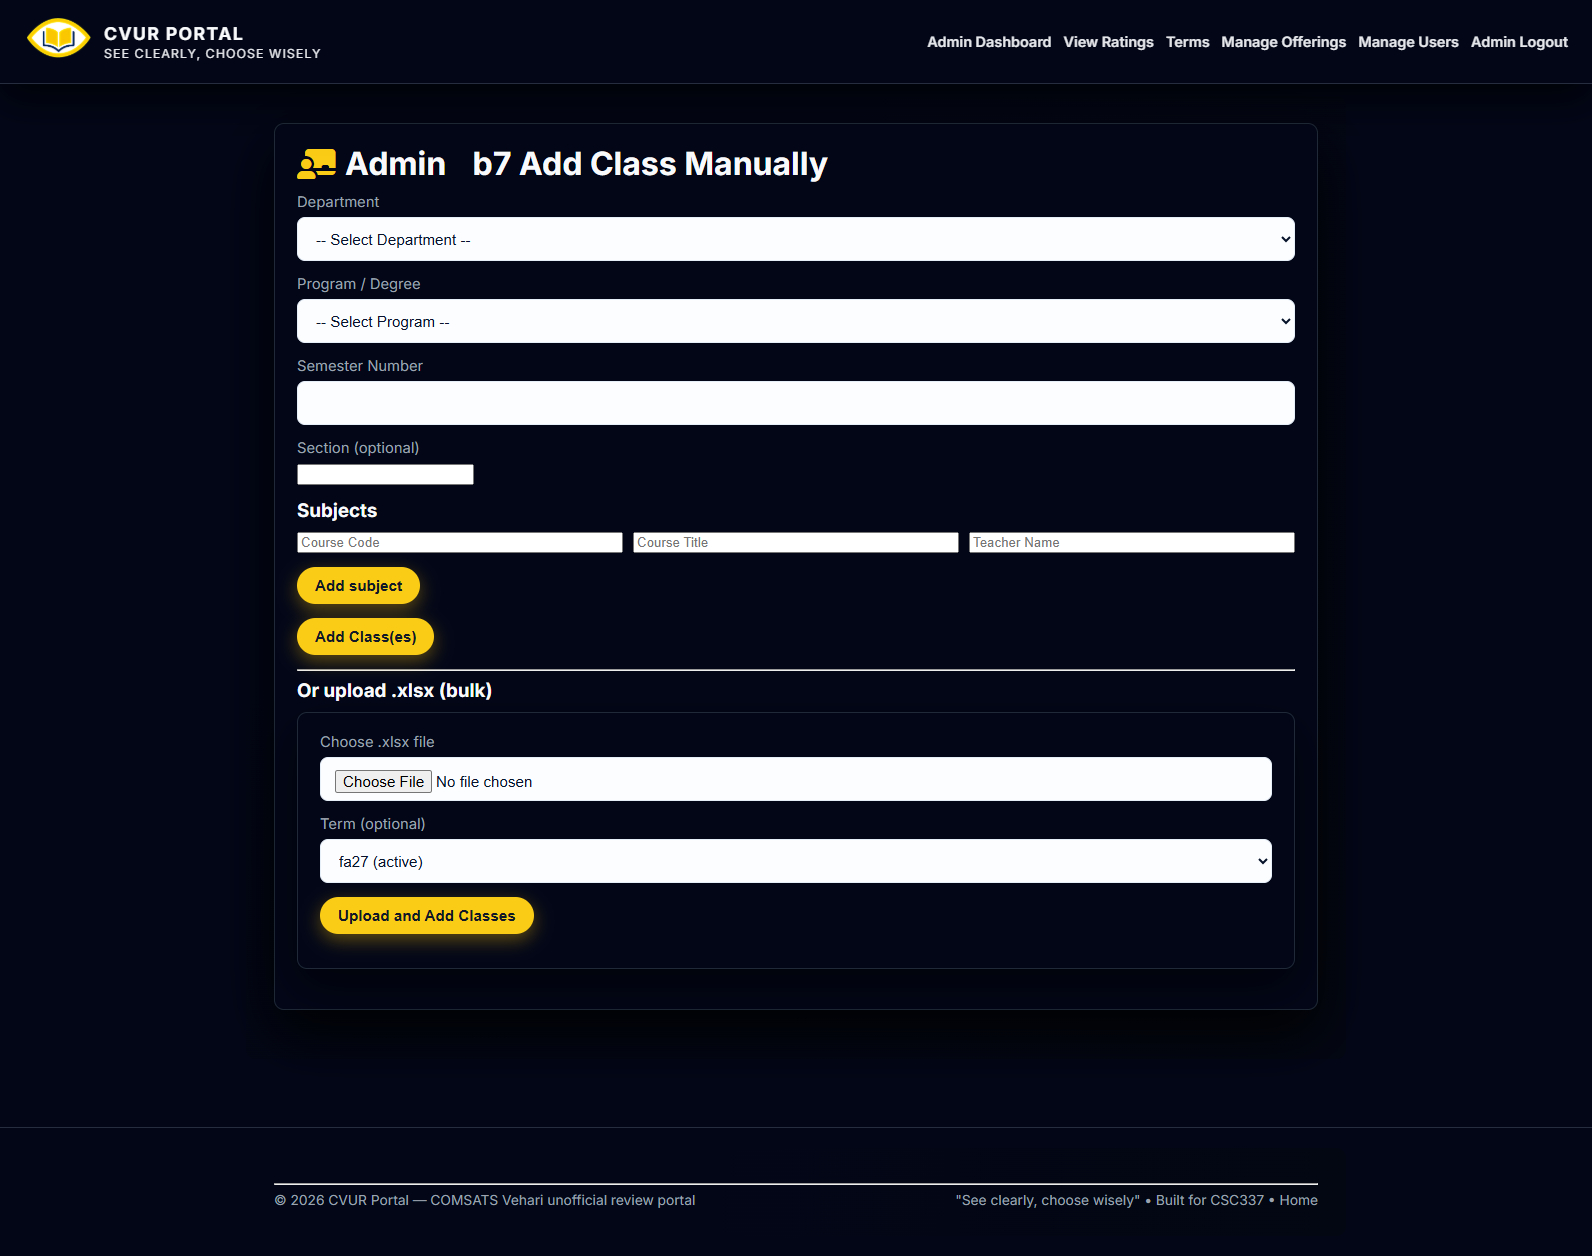 CVUR PORTAL
SEE CLEARLY, CHOOSE WISELY
Admin Dashboard View Ratings Terms Manage Offerings Manage Users Admin Logout
Admin b7 Add Class Manually
Department
-- Select Department --
Program / Degree
-- Select Program --
Semester Number
Section (optional)
Subjects
Course Code Course Title Teacher Name
Add subject
Add Class(es)
Or upload .xlsx (bulk)
Choose .xlsx file
Choose File No file chosen
Term (optional)
fa27 (active)
Upload and Add Classes
© 2026 CVUR Portal — COMSATS Vehari unofficial review portal
"See clearly, choose wisely" • Built for CSC337 • Home